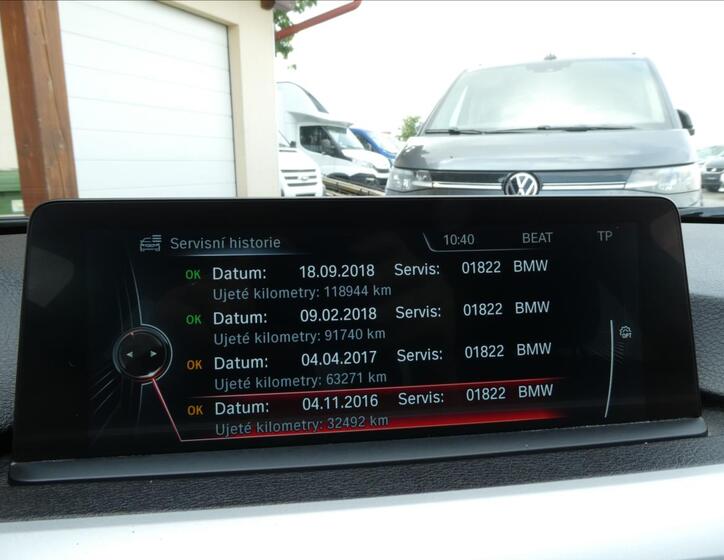 Servisní historie 10:40 BEAT TP
OK Datum: 18.09.2018 Servis: 01822 BMW
Ujeté kilometry: 118944 km
OK Datum: 09.02.2018 Servis: 01822 BMW
Ujeté kilometry: 91740 km
OK Datum: 04.04.2017 Servis: 01822 BMW
Ujeté kilometry: 63271 km
OK Datum: 04.11.2016 Servis: 01822 BMW
Ujeté kilometry: 32492 km
OPT